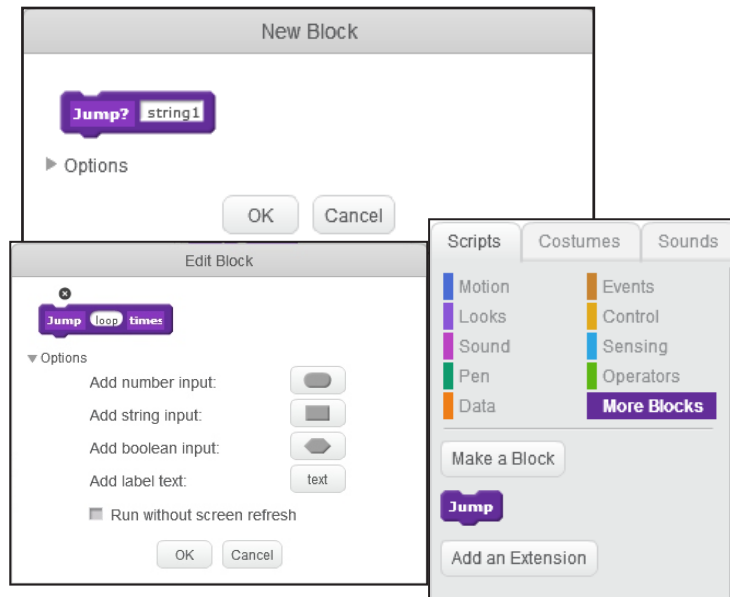 New Block
Jump? string1
Options
OK Cancel
Edit Block
Jump loop times
Options
Add number input:
Add string input:
Add boolean input:
Add label text: text
Run without screen refresh
OK Cancel
Scripts Costumes Sounds
Motion Events
Looks Control
Sound Sensing
Pen Operators
Data More Blocks
Make a Block
Jump
Add an Extension